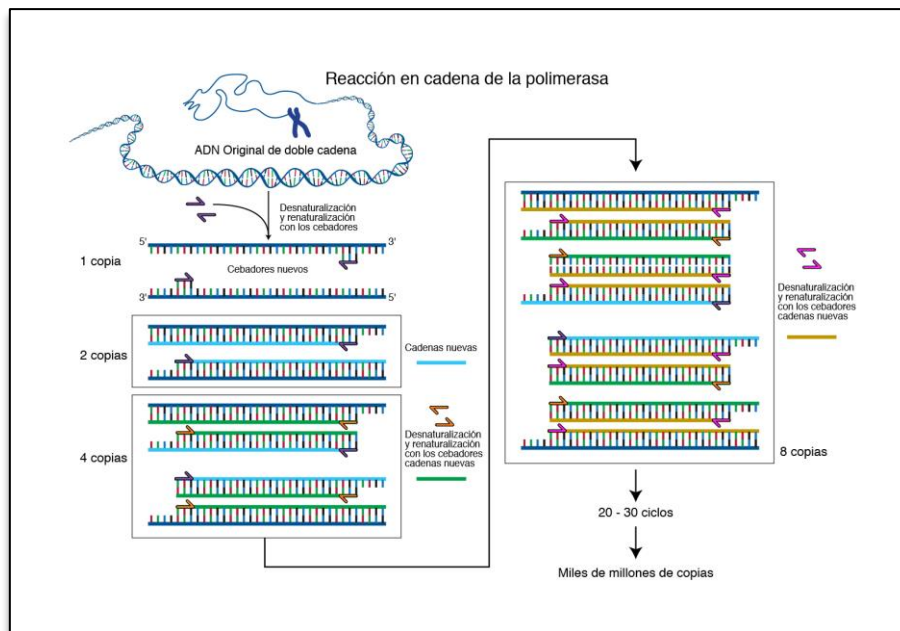 Reacción en cadena de la polimerasa
ADN Original de doble cadena
Desnaturalización
y renaturalización
con los cebadores
5'
3'
1 copia
Cebadores nuevos
3'
5'
2 copias
Cadenas nuevas
4 copias
Desnaturalización
y renaturalización
con los cebadores
cadenas nuevas
Desnaturalización
y renaturalización
con los cebadores
cadenas nuevas
8 copias
20 - 30 ciclos
Miles de millones de copias